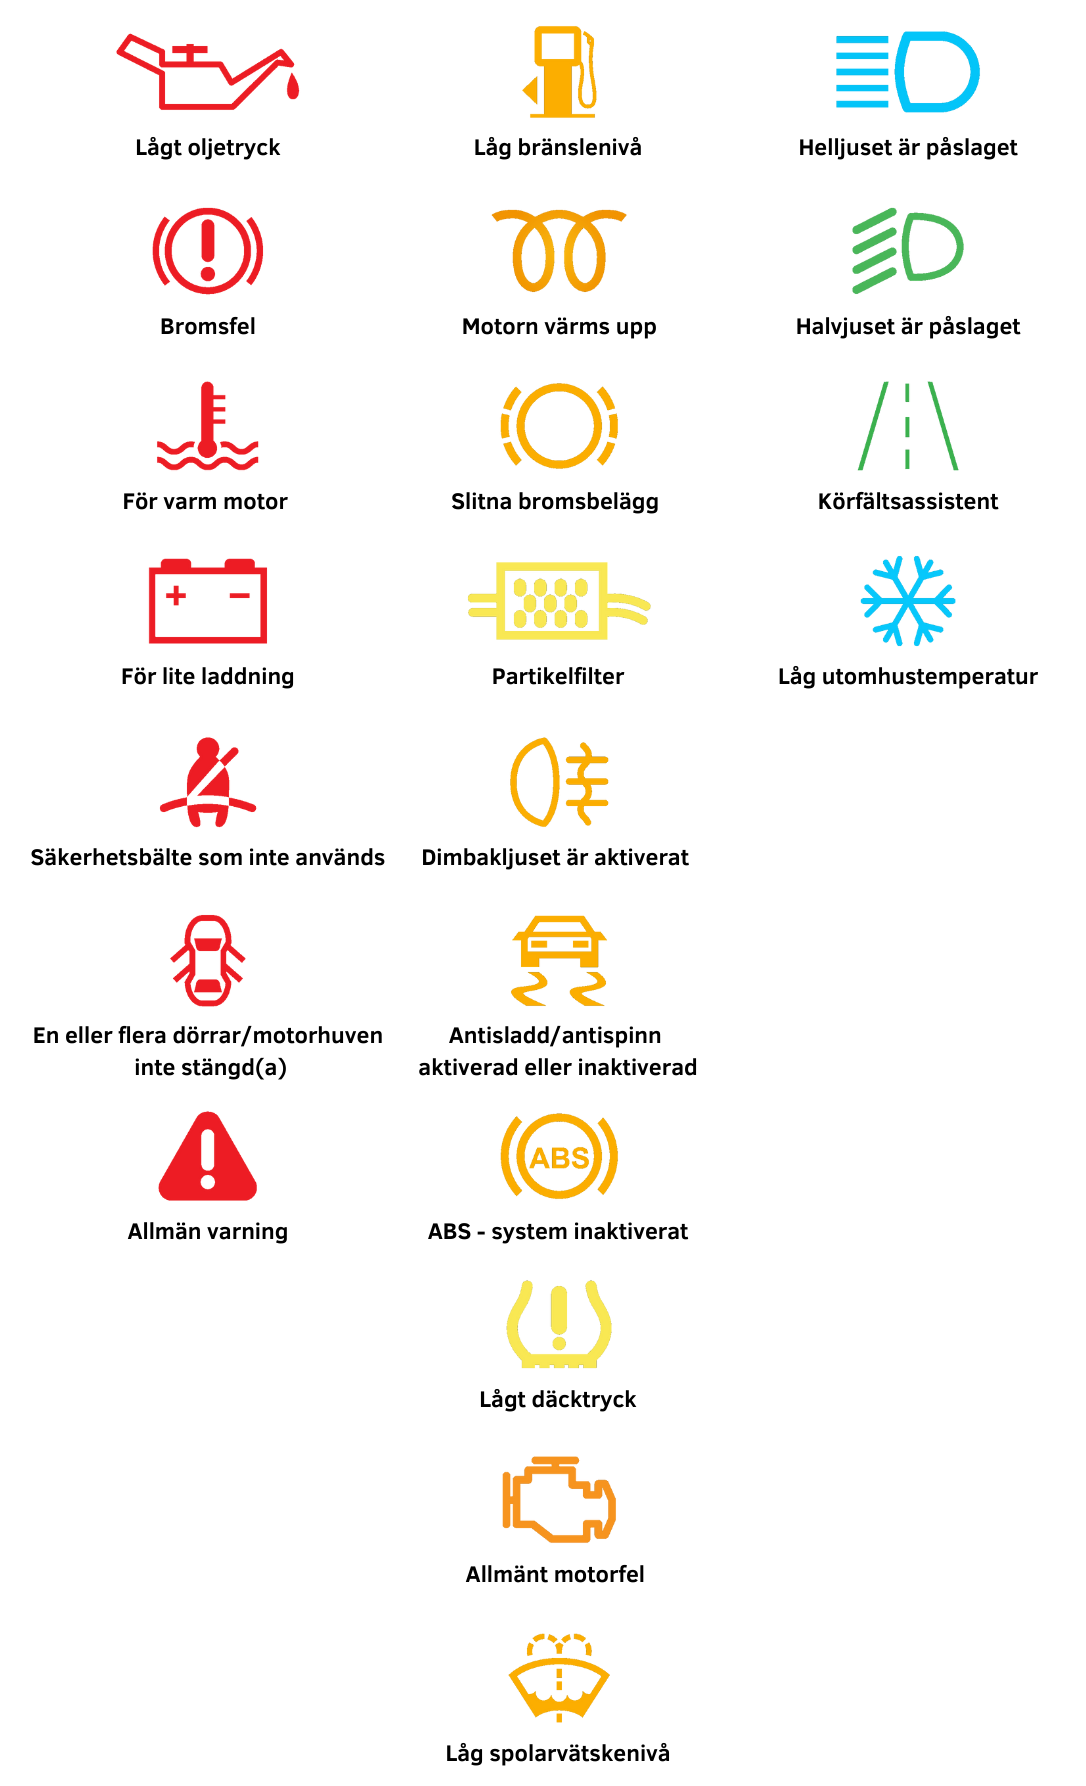 Lågt oljetryck
Låg bränslenivå
Helljuset är påslaget
Bromsfel
Motorn värms upp
Halvjuset är påslaget
För varm motor
Slitna bromsbelägg
Körfältsassistent
+ −
För lite laddning
Partikelfilter
Låg utomhustemperatur
Säkerhetsbälte som inte används
Dimbakljuset är aktiverat
En eller flera dörrar/motorhuven
inte stängd(a)
Antisladd/antispinn
aktiverad eller inaktiverad
Allmän varning
ABS
ABS - system inaktiverat
Lågt däcktryck
Allmänt motorfel
Låg spolarvätskenivå